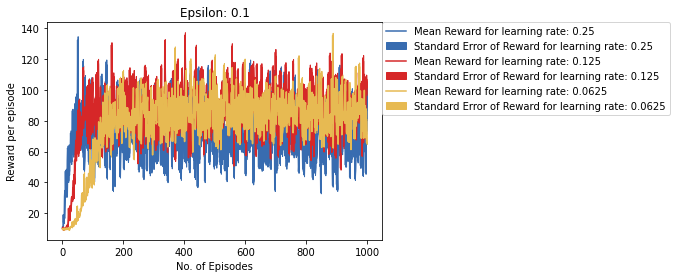 Epsilon: 0.1
Reward per episode
140
120
100
80
60
40
20
0
200
400
600
800
1000
No. of Episodes
Mean Reward for learning rate: 0.25
Standard Error of Reward for learning rate: 0.25
Mean Reward for learning rate: 0.125
Standard Error of Reward for learning rate: 0.125
Mean Reward for learning rate: 0.0625
Standard Error of Reward for learning rate: 0.0625